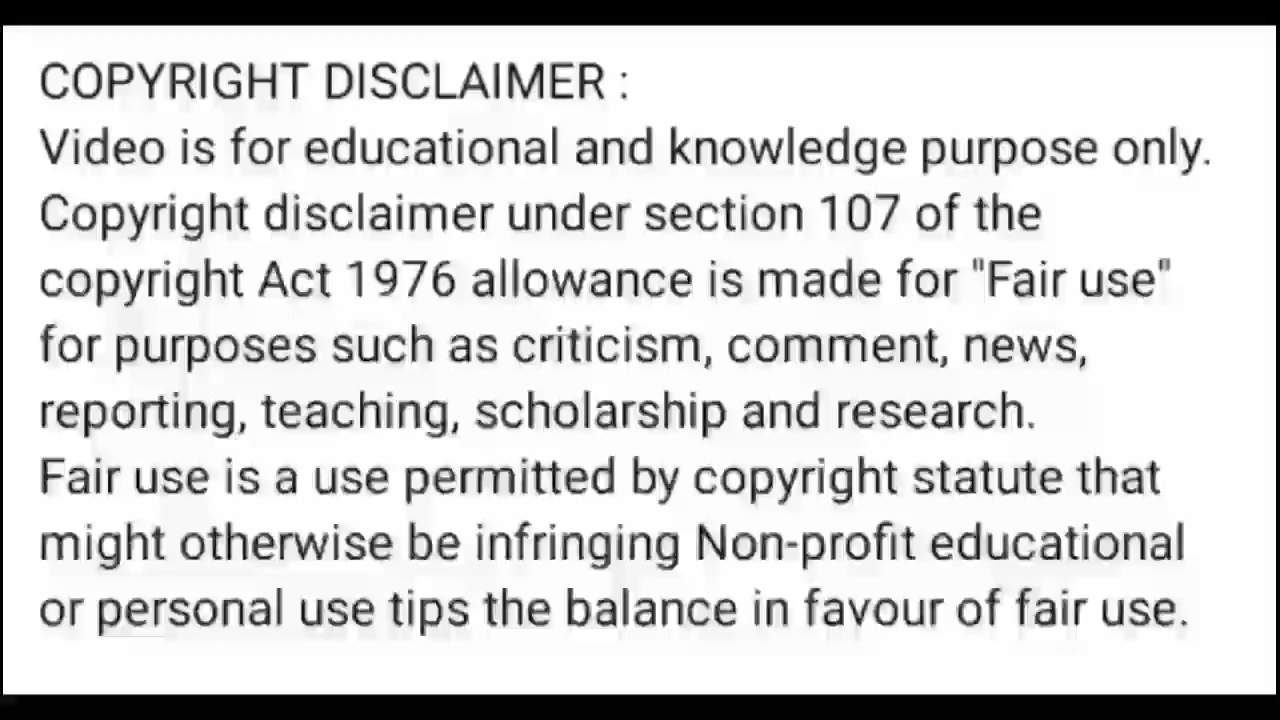 COPYRIGHT DISCLAIMER :
Video is for educational and knowledge purpose only.
Copyright disclaimer under section 107 of the
copyright Act 1976 allowance is made for "Fair use"
for purposes such as criticism, comment, news,
reporting, teaching, scholarship and research.
Fair use is a use permitted by copyright statute that
might otherwise be infringing Non-profit educational
or personal use tips the balance in favour of fair use.